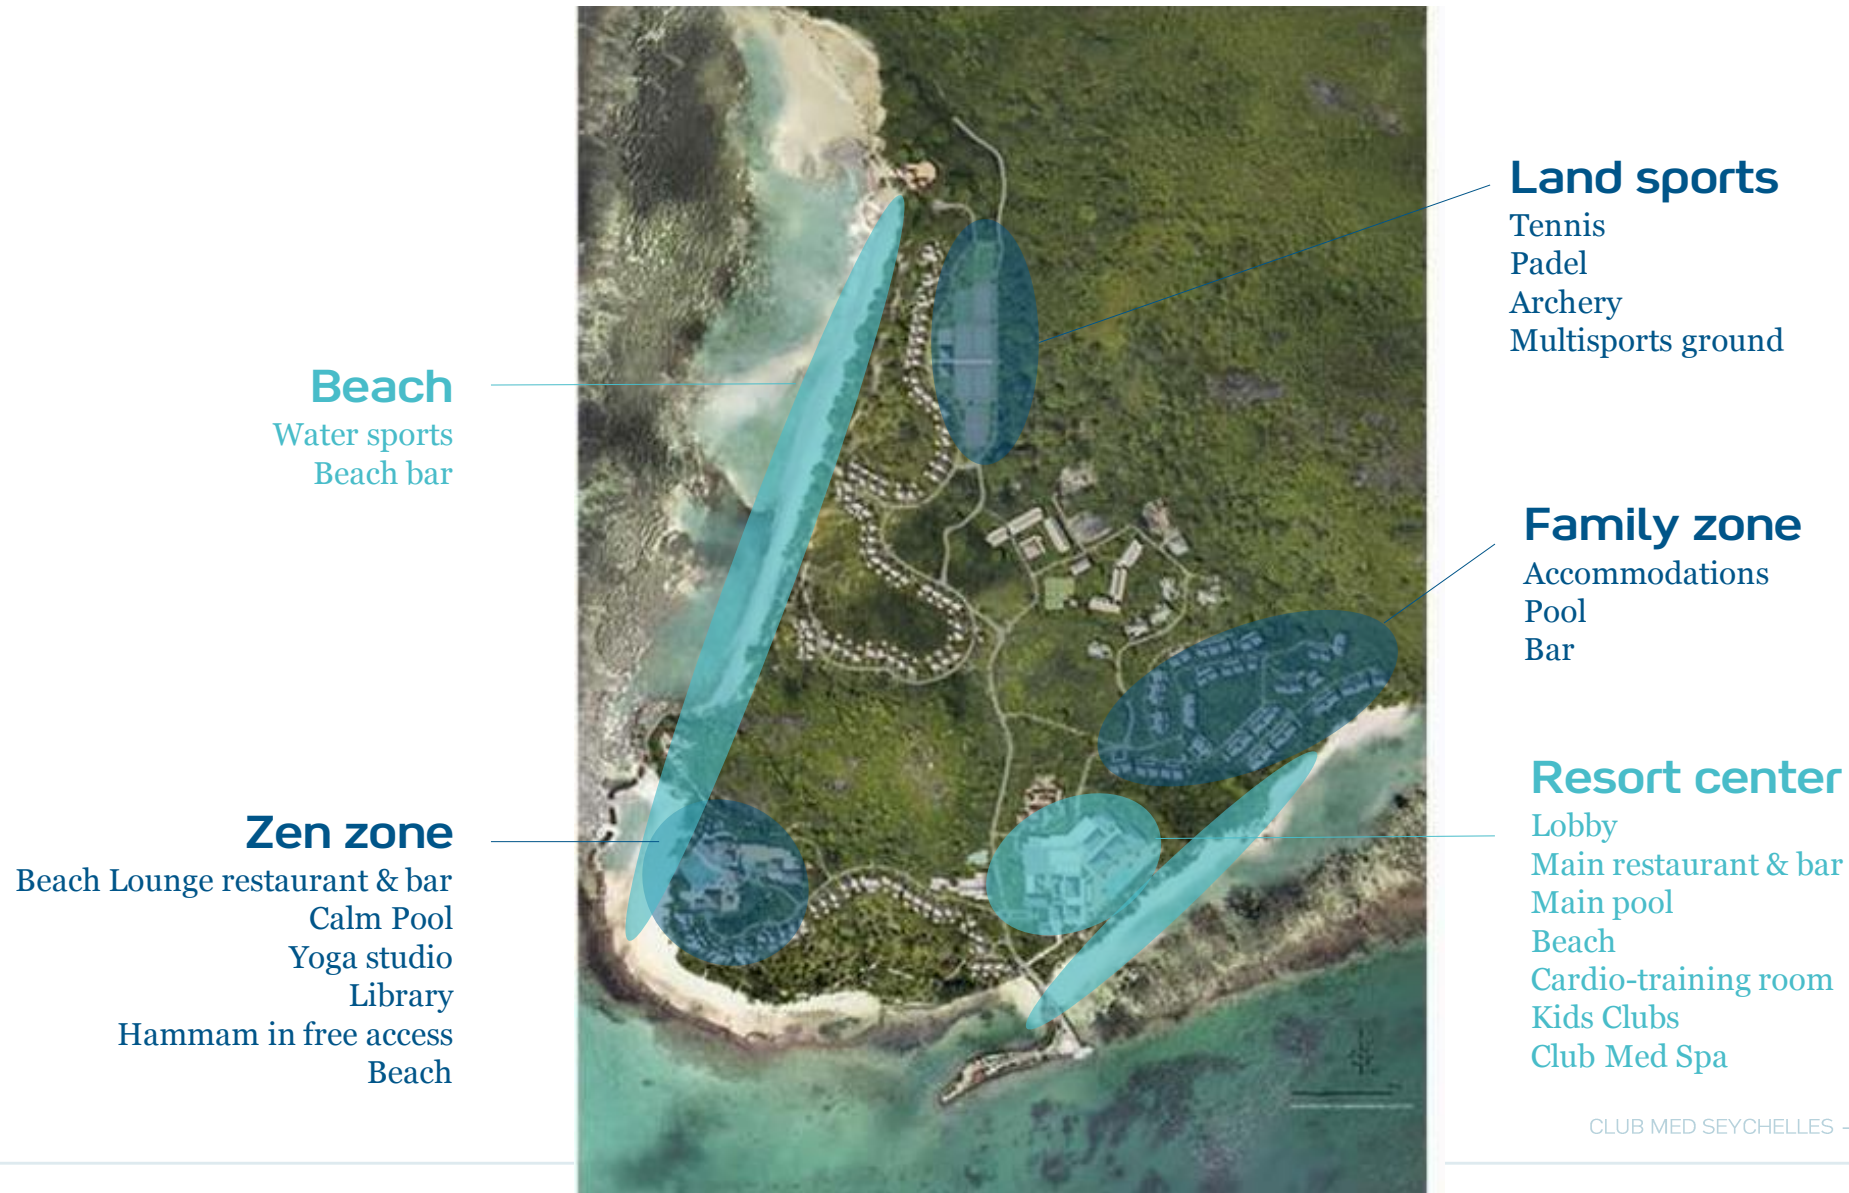 Land sports
Tennis
Padel
Archery
Multisports ground
Beach
Water sports
Beach bar
Family zone
Accommodations
Pool
Bar
Zen zone
Beach Lounge restaurant & bar
Calm Pool
Yoga studio
Library
Hammam in free access
Beach
Resort center
Lobby
Main restaurant & bar
Main pool
Beach
Cardio-training room
Kids Clubs
Club Med Spa
CLUB MED SEYCHELLES -